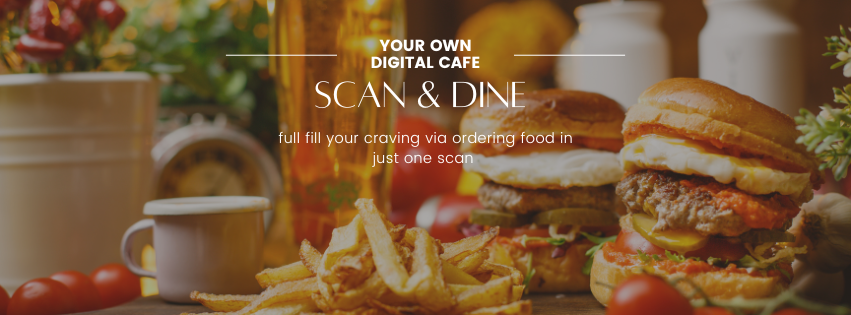 YOUR OWN
DIGITAL CAFE
SCAN & DINE
full fill your craving via ordering food in
just one scan